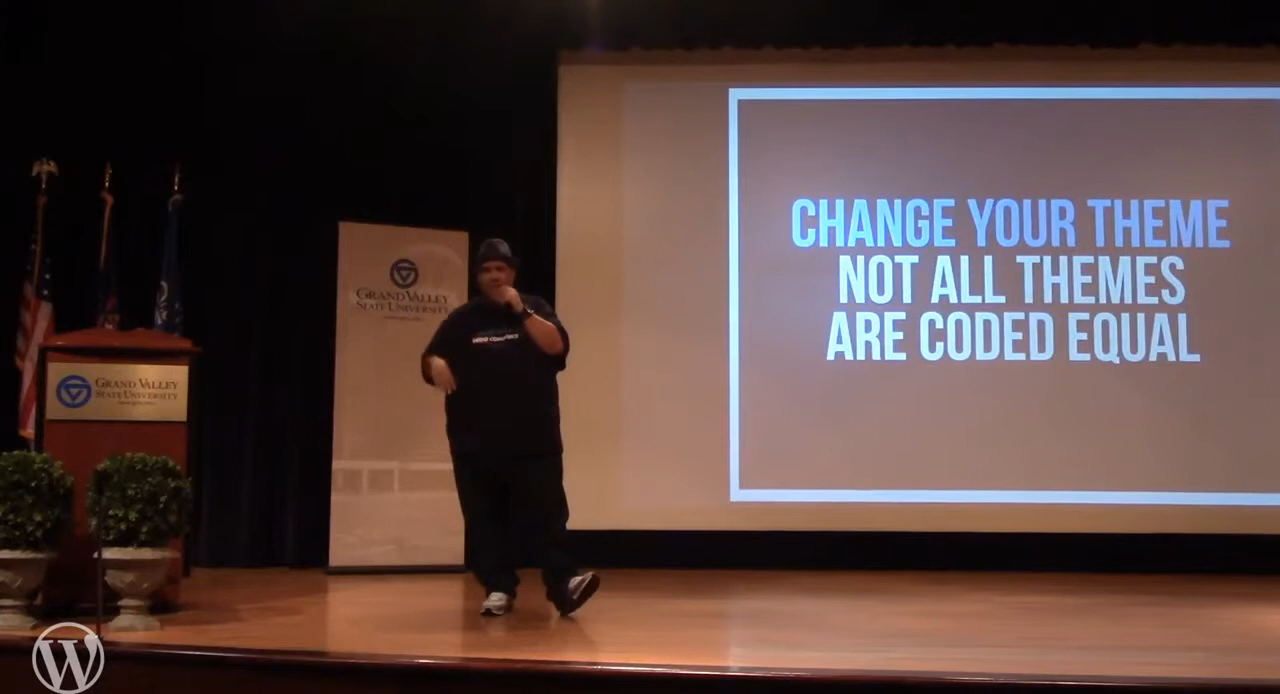 CHANGE YOUR THEME
NOT ALL THEMES
ARE CODED EQUAL
GRAND VALLEY
STATE UNIVERSITY
GRAND VALLEY
STATE UNIVERSITY